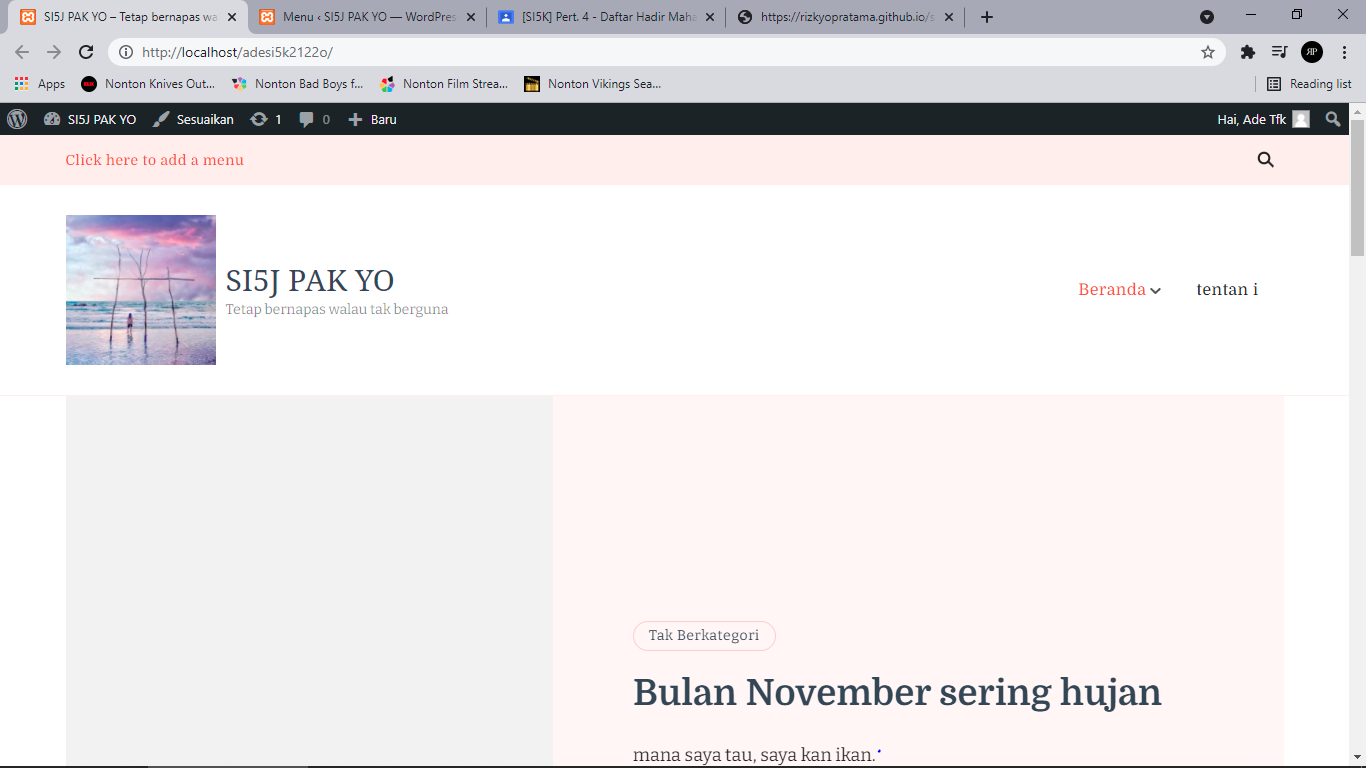 SI5J PAK YO – Tetap bernapas wa
Menu ‹ SI5J PAK YO — WordPres
[SI5K] Pert. 4 - Daftar Hadir Maha
https://rizkyopratama.github.io/s
http://localhost/adesi5k2122o/
ЯP
Apps
Nonton Knives Out...
Nonton Bad Boys f...
Nonton Film Strea...
Nonton Vikings Sea...
Reading list
SI5J PAK YO
Sesuaikan
1
0
Baru
Hai, Ade Tfk
Click here to add a menu
SI5J PAK YO
Tetap bernapas walau tak berguna
Beranda
tentan i
Tak Berkategori
Bulan November sering hujan
mana saya tau, saya kan ikan.